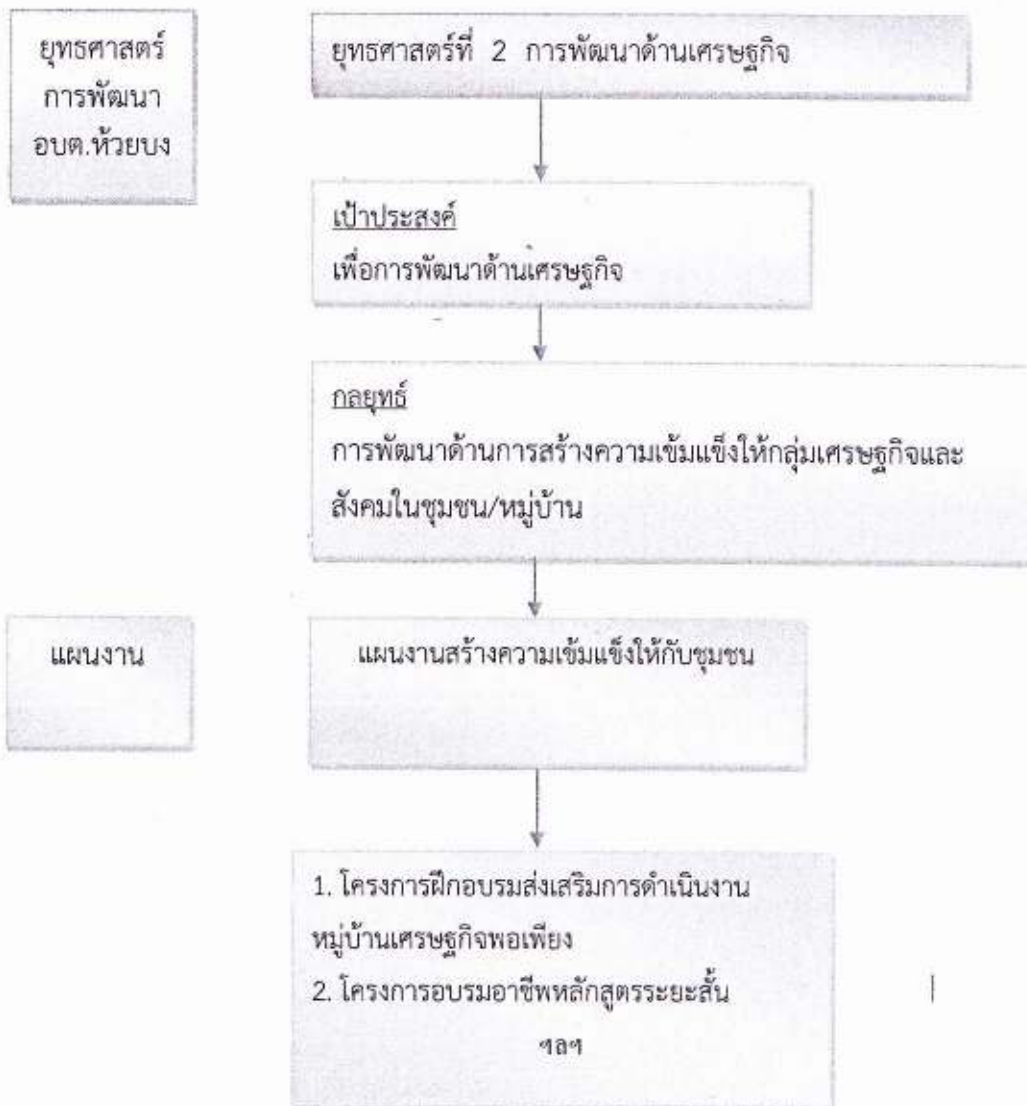 ยุทธศาสตร์
การพัฒนา
อบต.ห้วยบง
ยุทธศาสตร์ที่ 2 การพัฒนาด้านเศรษฐกิจ
เป้าประสงค์
เพื่อการพัฒนาด้านเศรษฐกิจ
กลยุทธ์
การพัฒนาด้านการสร้างความเข้มแข็งให้กลุ่มเศรษฐกิจและ
สังคมในชุมชน/หมู่บ้าน
แผนงาน
แผนงานสร้างความเข้มแข็งให้กับชุมชน
1. โครงการฝึกอบรมส่งเสริมการดำเนินงาน
หมู่บ้านเศรษฐกิจพอเพียง
2. โครงการอบรมอาชีพหลักสูตรระยะสั้น
ฯลฯ